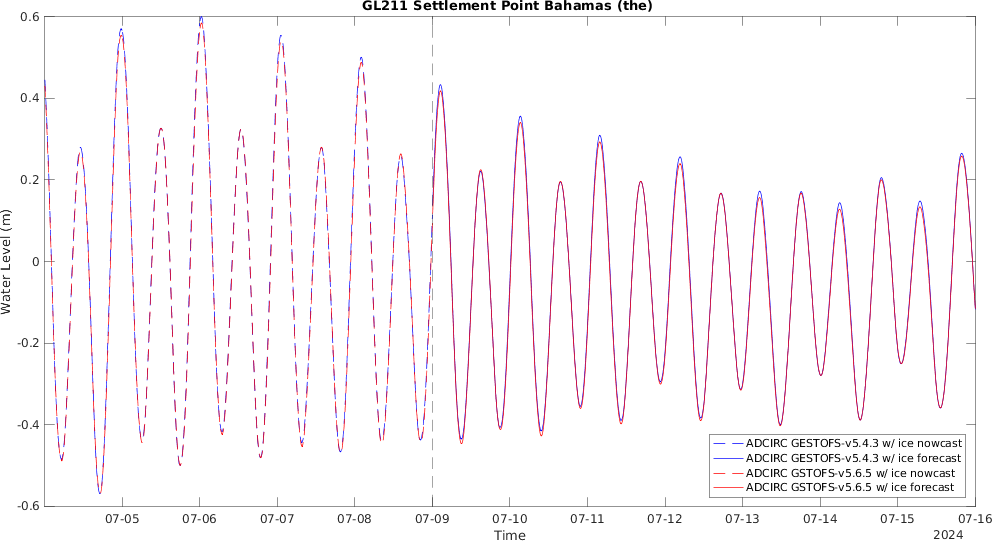 GL211 Settlement Point Bahamas (the)
0.6
0.4
0.2
0
-0.2
-0.4
-0.6
Water Level (m)
ADCIRC GESTOFS-v5.4.3 w/ ice nowcast
ADCIRC GESTOFS-v5.4.3 w/ ice forecast
ADCIRC GSTOFS-v5.6.5 w/ ice nowcast
ADCIRC GSTOFS-v5.6.5 w/ ice forecast
07-05 07-06 07-07 07-08 07-09 07-10 07-11 07-12 07-13 07-14 07-15 07-16
Time
2024